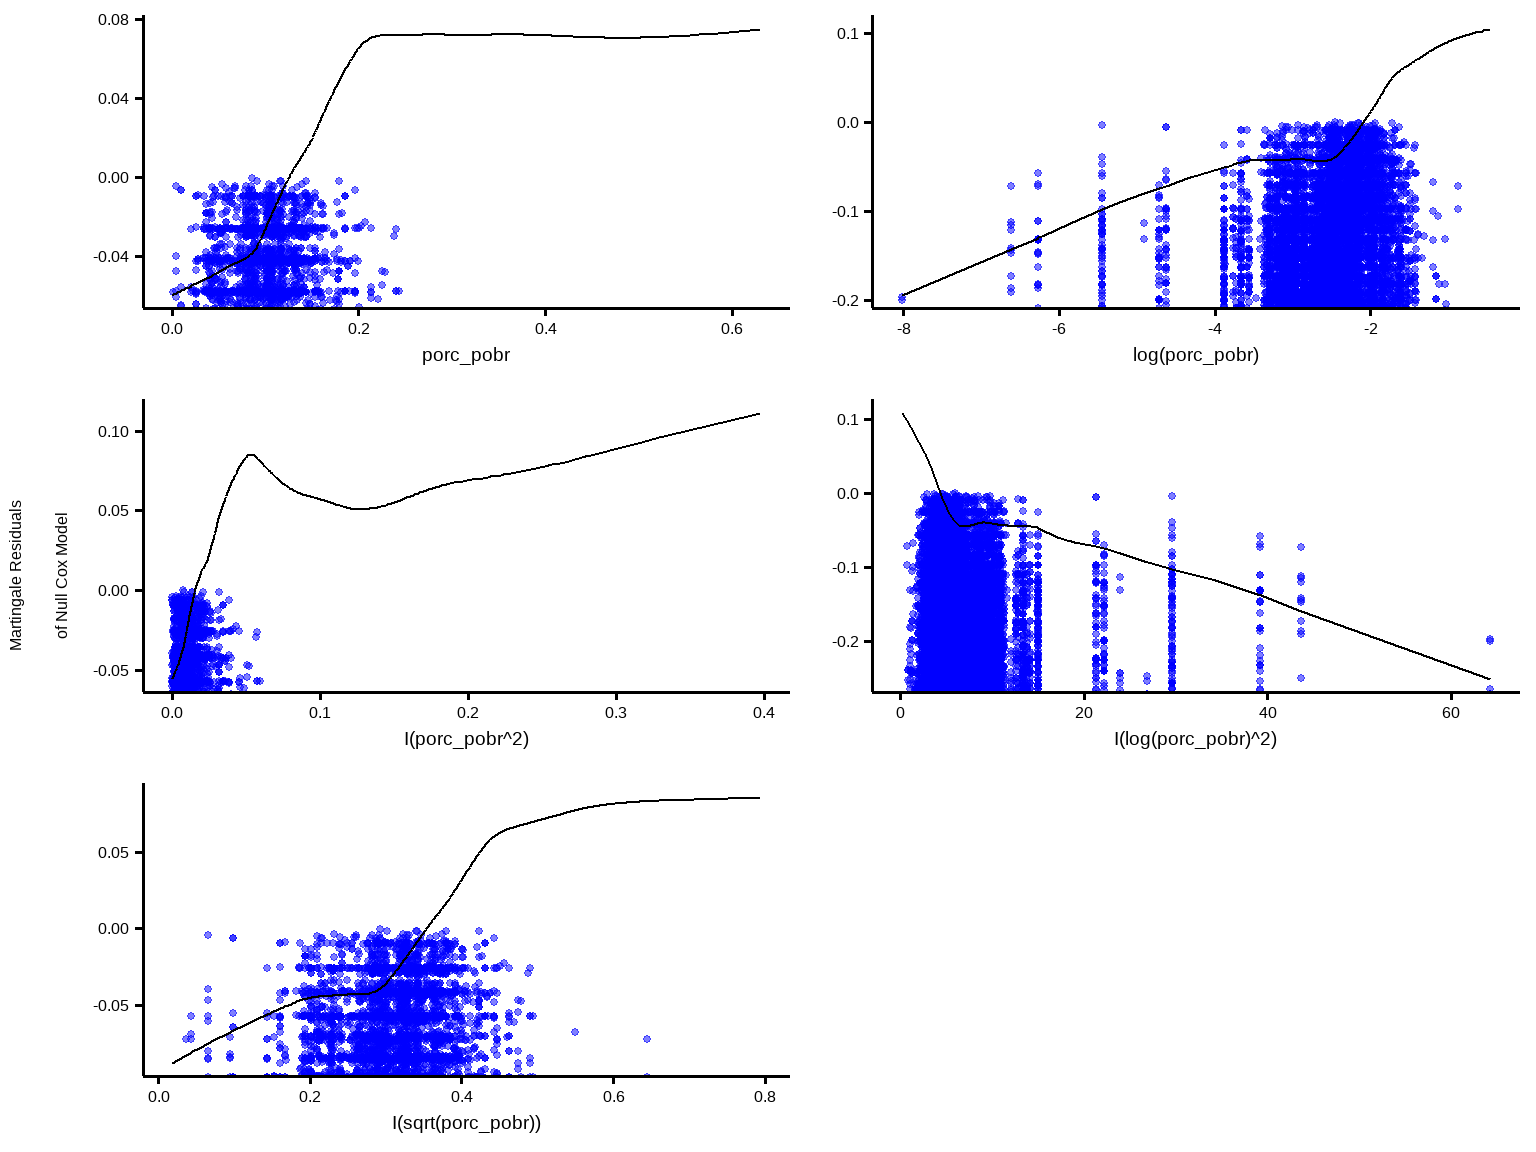 0.08
0.04
0.00
-0.04
0.0 0.2 0.4 0.6
porc_pobr
0.1
0.0
-0.1
-0.2
-8 -6 -4 -2
log(porc_pobr)
Martingale Residuals
of Null Cox Model
0.10
0.05
0.00
-0.05
0.0 0.1 0.2 0.3 0.4
I(porc_pobr^2)
0.1
0.0
-0.1
-0.2
0 20 40 60
I(log(porc_pobr)^2)
0.05
0.00
-0.05
0.0 0.2 0.4 0.6 0.8
I(sqrt(porc_pobr))